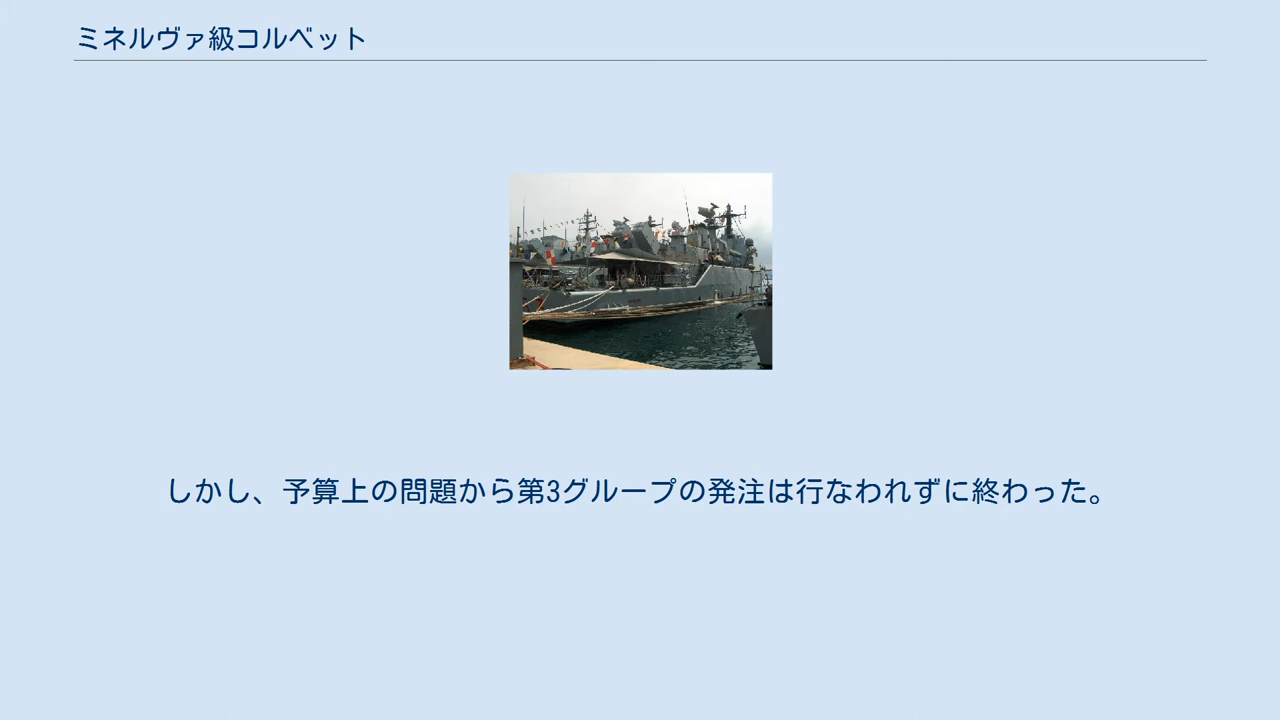 ミネルヴァ級コルベット
しかし、予算上の問題から第3グループの発注は行なわれずに終わった。